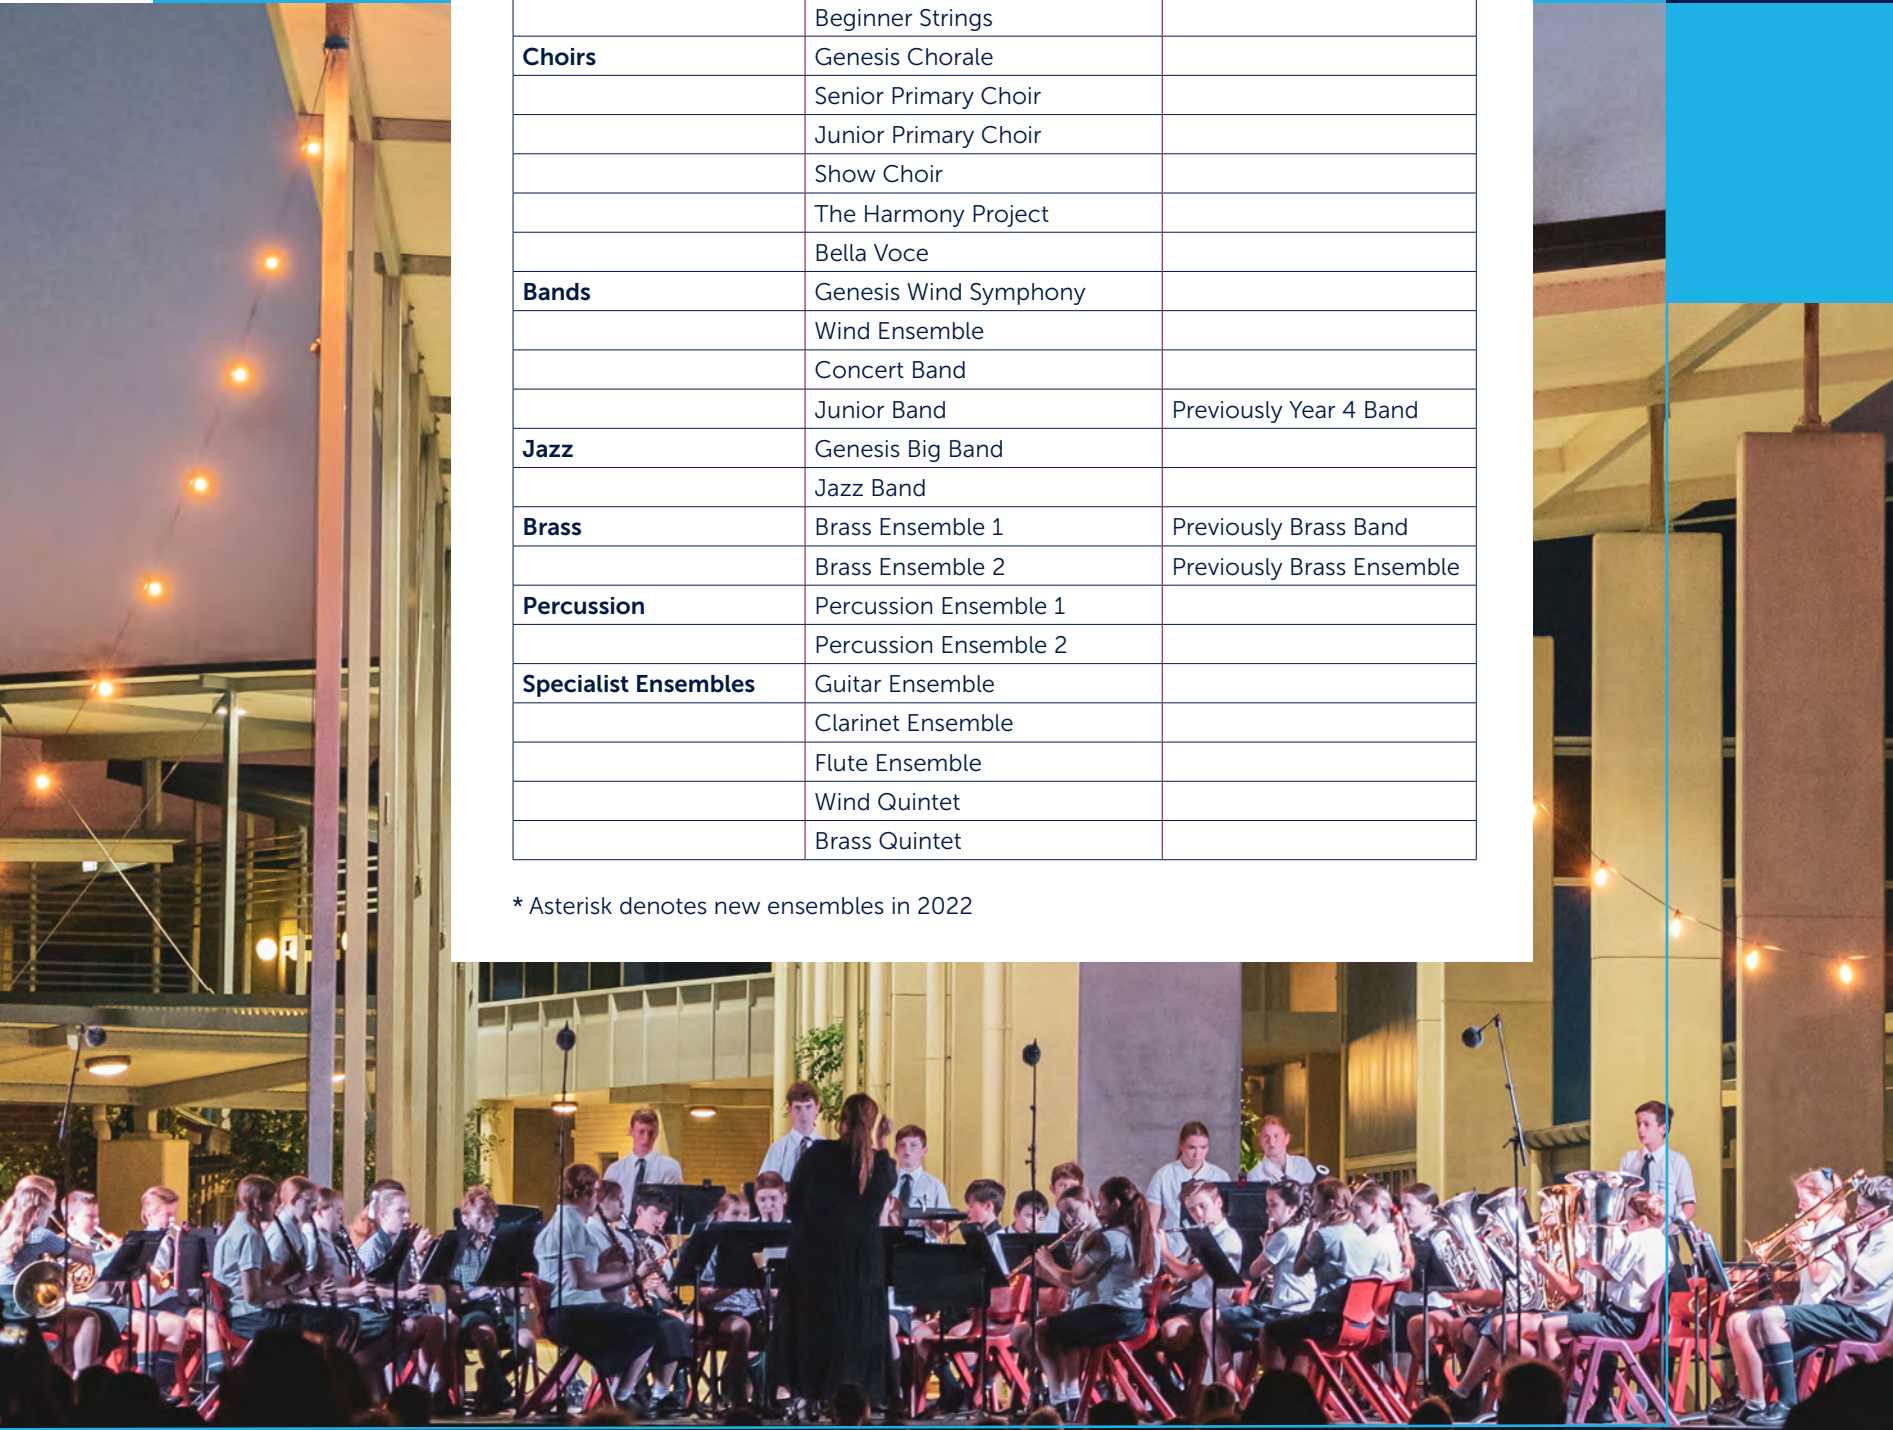 Beginner Strings
Choirs Genesis Chorale
Senior Primary Choir
Junior Primary Choir
Show Choir
The Harmony Project
Bella Voce
Bands Genesis Wind Symphony
Wind Ensemble
Concert Band
Junior Band Previously Year 4 Band
Jazz Genesis Big Band
Jazz Band
Brass Brass Ensemble 1 Previously Brass Band
Brass Ensemble 2 Previously Brass Ensemble
Percussion Percussion Ensemble 1
Percussion Ensemble 2
Specialist Ensembles Guitar Ensemble
Clarinet Ensemble
Flute Ensemble
Wind Quintet
Brass Quintet
* Asterisk denotes new ensembles in 2022